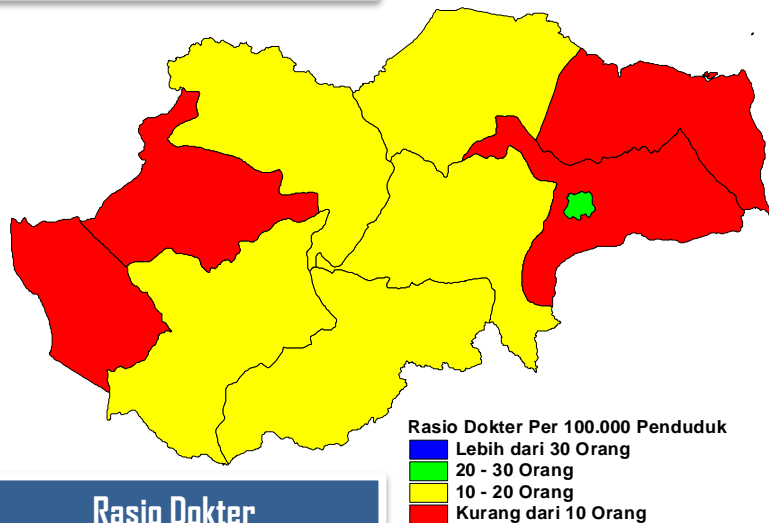 Rasio Dokter Per 100.000 Penduduk
Lebih dari 30 Orang
20 - 30 Orang
10 - 20 Orang
Kurang dari 10 Orang
Rasio Dokter